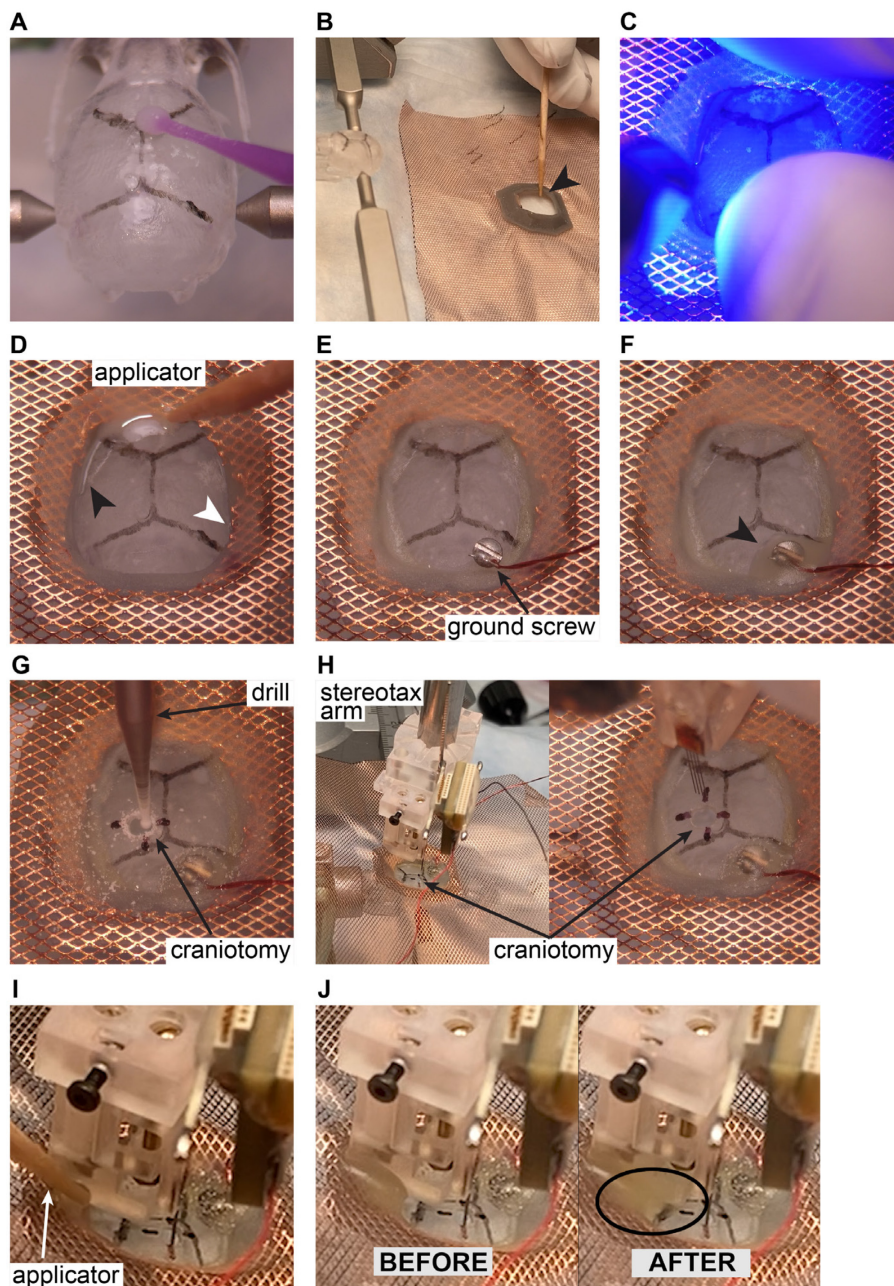 A
B
C
D
applicator
E
ground screw
F
G
drill
craniotomy
H
stereotax
arm
craniotomy
I
applicator
J
BEFORE
AFTER